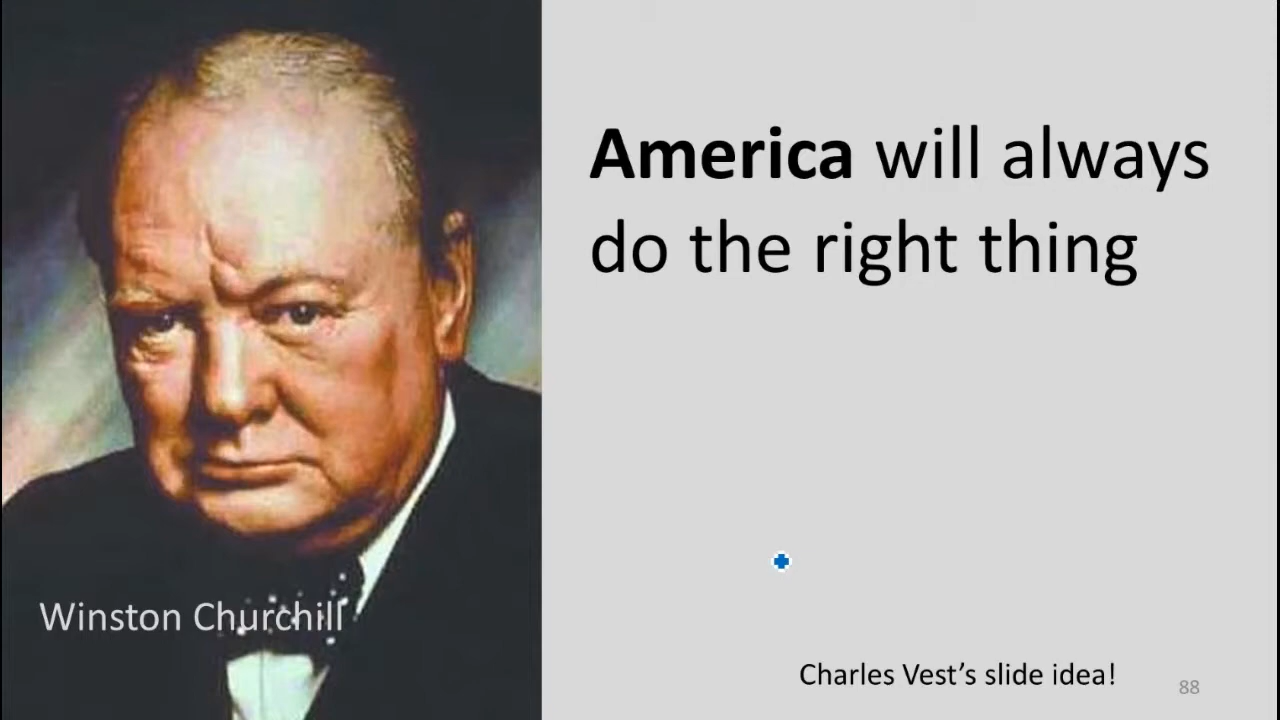 America will always
do the right thing
Winston Churchill
Charles Vest’s slide idea!
88